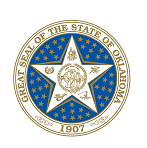 GREAT SEAL OF THE STATE OF OKLAHOMA
1907